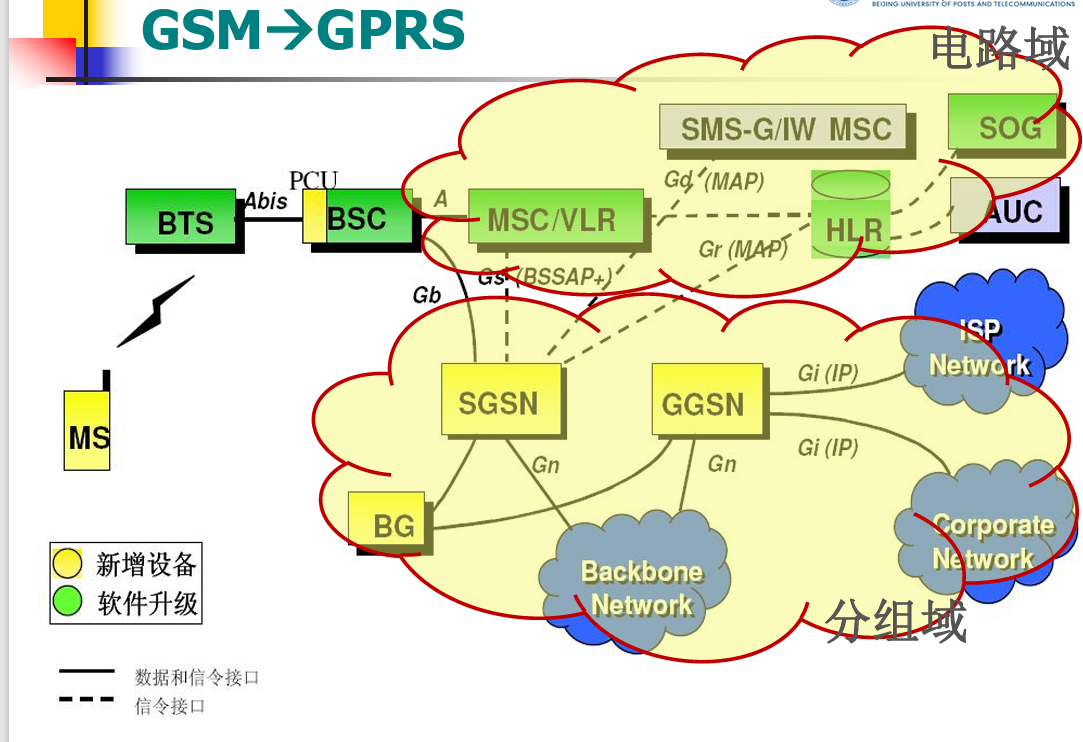 BEIJING UNIVERSITY OF POSTS AND TELECOMMUNICATIONS
GSM→GPRS
电路域
SMS-G/IW MSC
SOG
PCU
Gd (MAP)
BTS
Abis
BSC
A
MSC/VLR
HLR
AUC
Gr (MAP)
Gs (BSSAP+)
Gb
ISP
Network
SGSN
GGSN
Gi (IP)
MS
Gn
Gn
Gi (IP)
BG
Corporate
Network
Backbone
Network
新增设备
软件升级
分组域
数据和信令接口
信令接口